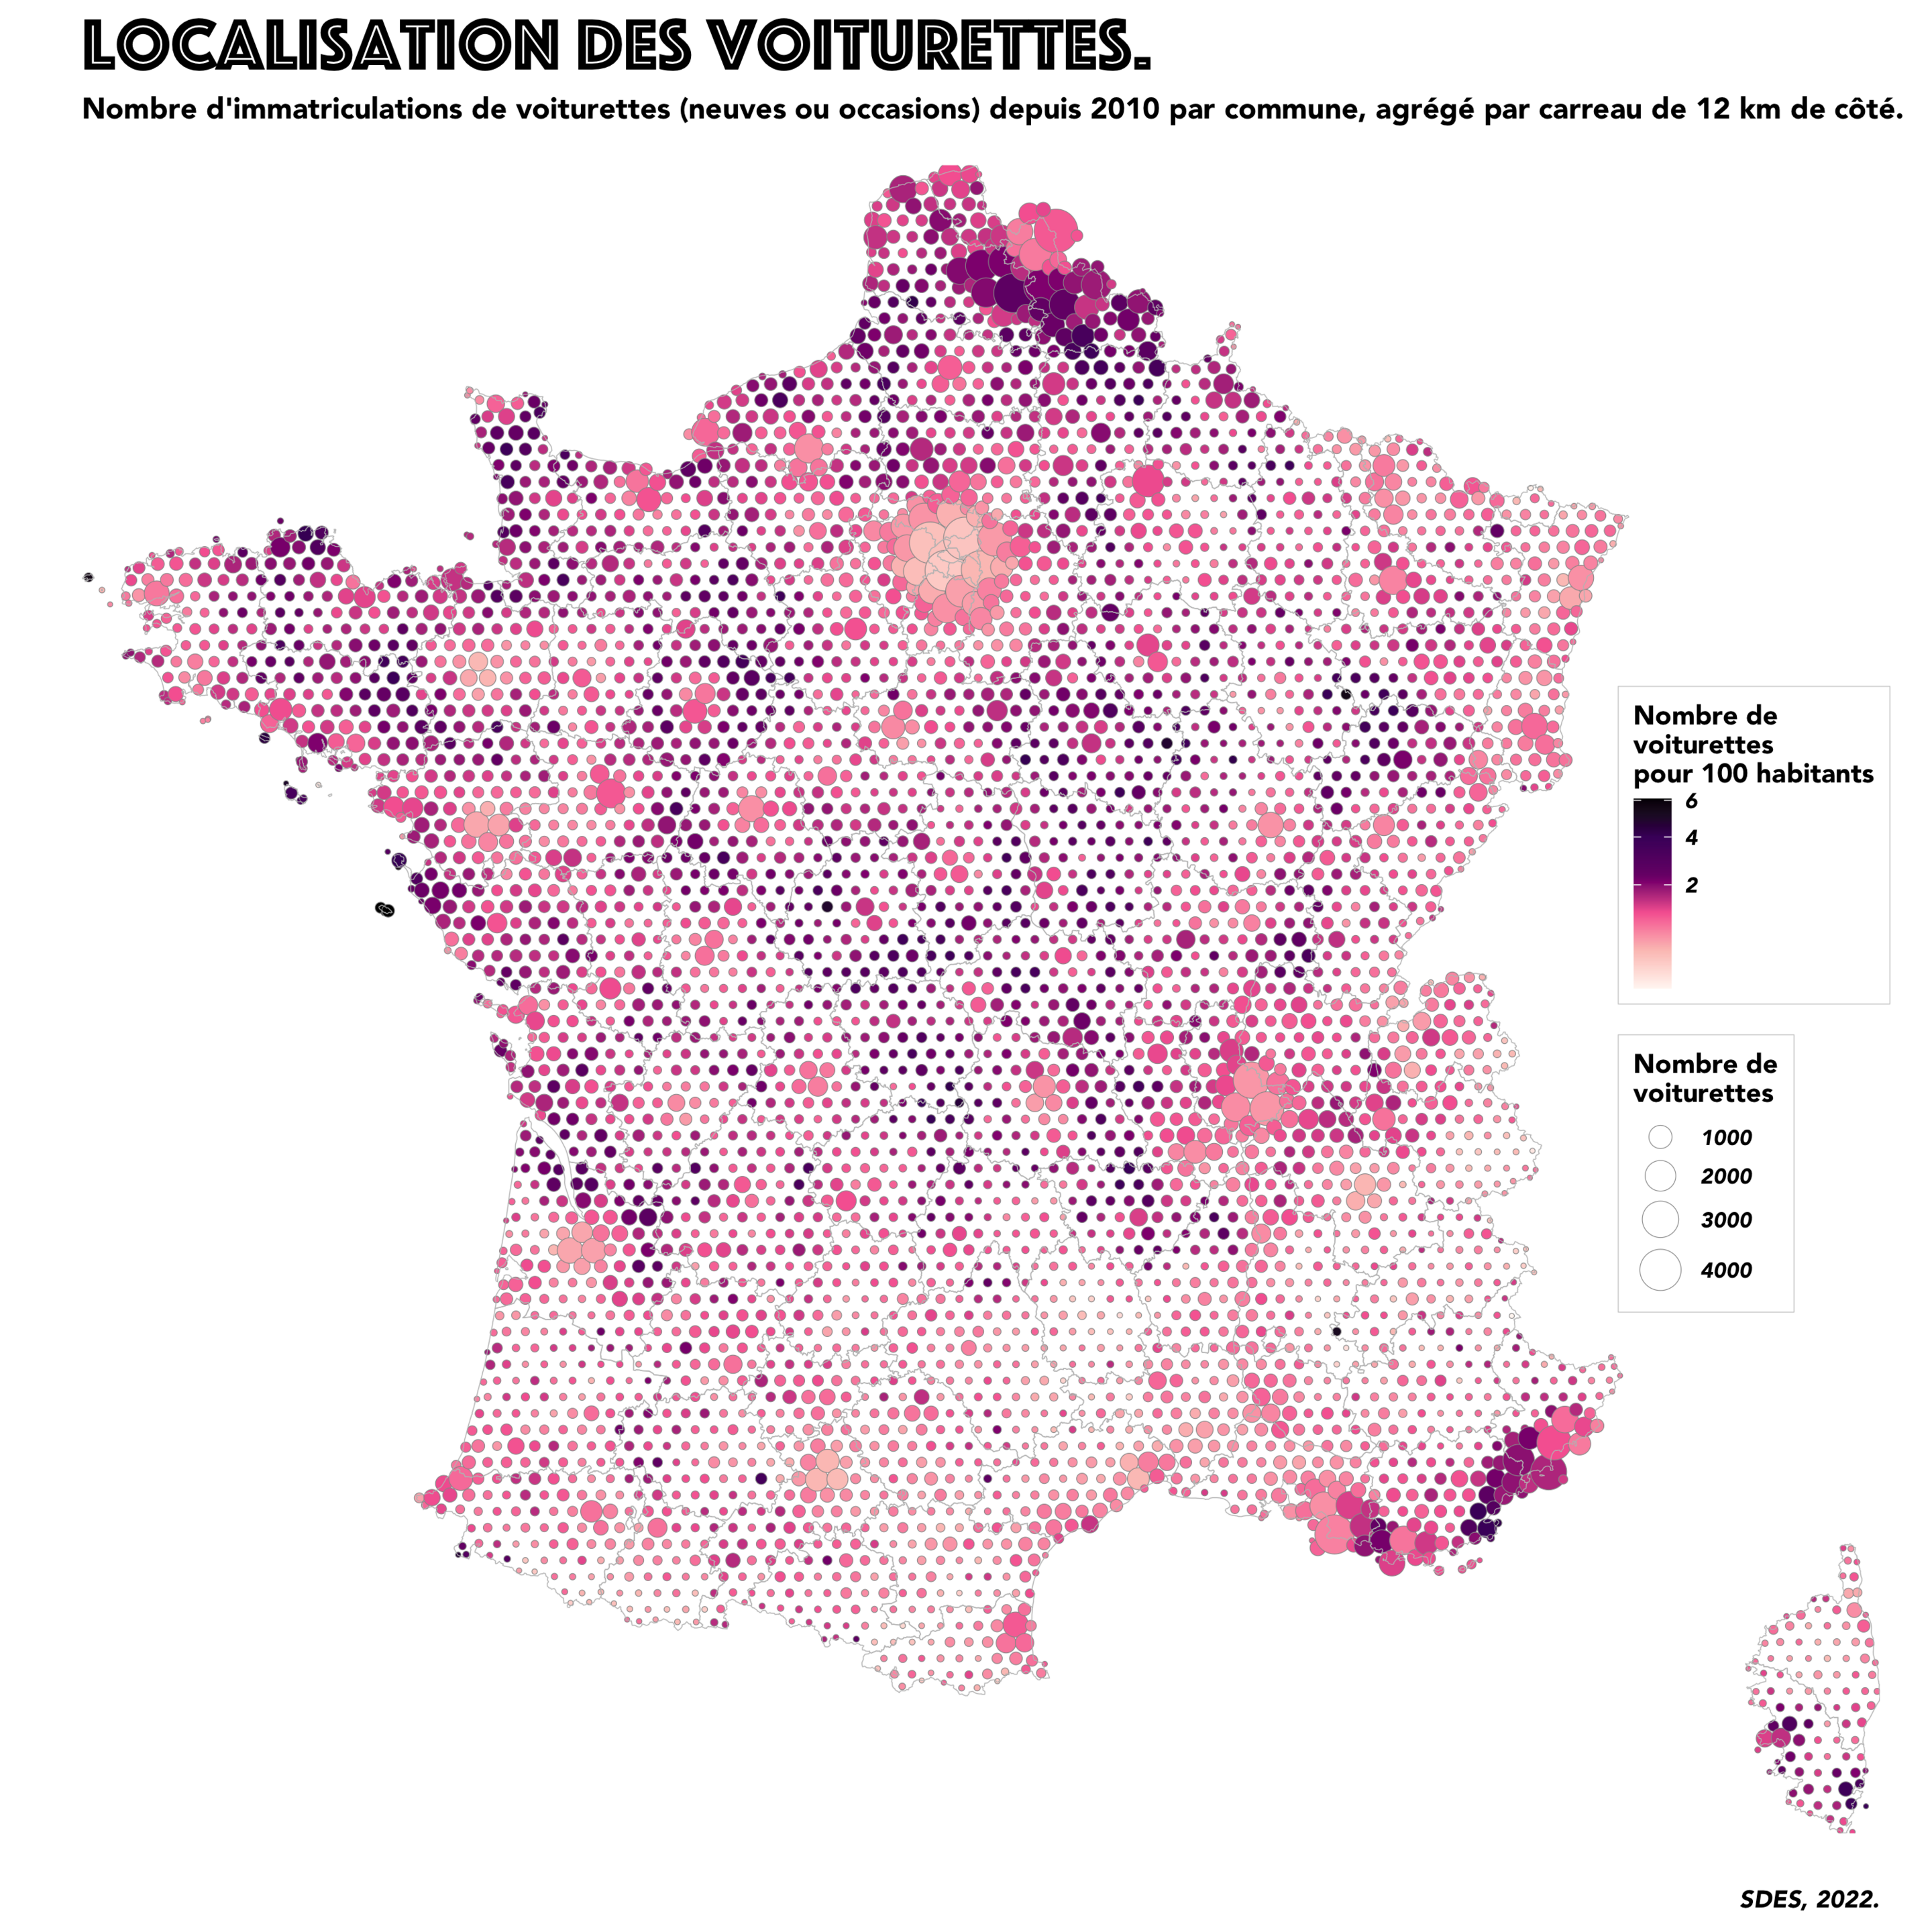 LOCALISATION DES VOITURETTES.
Nombre d'immatriculations de voiturettes (neuves ou occasions) depuis 2010 par commune, agrégé par carreau de 12 km de côté.
Nombre de
voiturettes
pour 100 habitants
6
4
2
Nombre de
voiturettes
1000
2000
3000
4000
SDES, 2022.